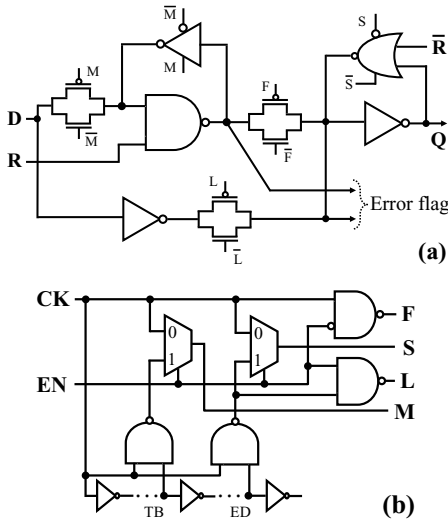 M̅
S
M
M
R̅
D
S̅
F
M̅
Q
R
F̅
L
Error flag
L̅
(a)
CK
0
0
F
1
1
S
EN
L
M
TB
ED
(b)